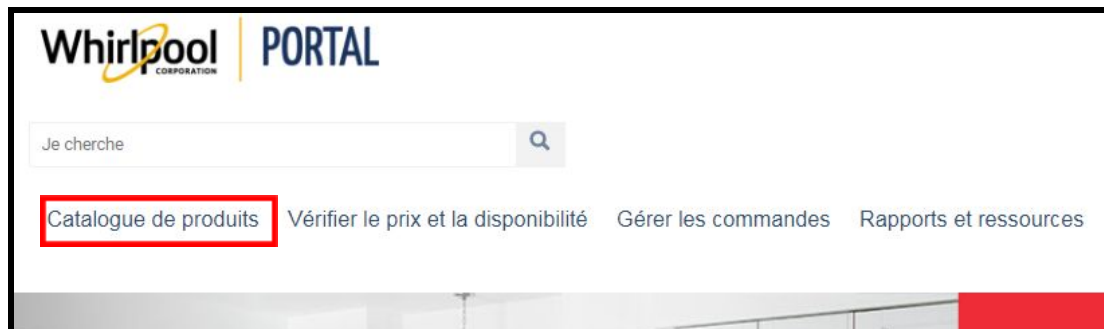 Whirlpool PORTAL
CORPORATION
Je cherche
Catalogue de produits Vérifier le prix et la disponibilité Gérer les commandes Rapports et ressources